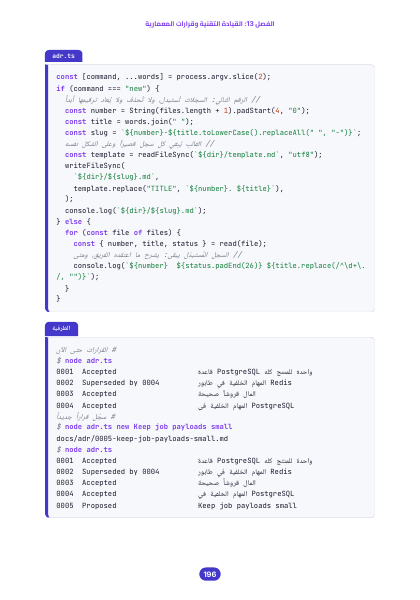 الفصل 13: القيادة التقنية وقرارات المعمارية
adr.ts
const [command, ...words] = process.argv.slice(2);
if (command === "new") {
// الرقم التالي: السجلات تُستبدل، ولا تُحذف ولا يُعاد ترقيمها أبداً
const number = String(files.length + 1).padStart(4, "0");
const title = words.join(" ");
const slug = `${number}-${title.toLowerCase().replaceAll(" ", "-")}`;
// القالب يُبقي كل سجل قصيراً وعلى الشكل نفسه
const template = readFileSync(`${dir}/template.md`, "utf8");
writeFileSync(
`${dir}/${slug}.md`,
template.replace("TITLE", `${number}. ${title}`),
);
console.log(`${dir}/${slug}.md`);
} else {
for (const file of files) {
const { number, title, status } = read(file);
// السجل المُستبدل يبقى: يشرح ما اعتقده الفريق، ومتى
console.log(`${number}  ${status.padEnd(26)} ${title.replace(/^\d+\.
/, "")}`);
}
}
الطرفية
# القرارات حتى الآن
$ node adr.ts
0001  Accepted  قاعدة PostgreSQL واحدة للمنتج كله
0002  Superseded by 0004  المهام الخلفية في طابور Redis
0003  Accepted  المال قروشاً صحيحة
0004  Accepted  المهام الخلفية في PostgreSQL
# سجّل قراراً جديداً
$ node adr.ts new Keep job payloads small
docs/adr/0005-keep-job-payloads-small.md
$ node adr.ts
0001  Accepted  قاعدة PostgreSQL واحدة للمنتج كله
0002  Superseded by 0004  المهام الخلفية في طابور Redis
0003  Accepted  المال قروشاً صحيحة
0004  Accepted  المهام الخلفية في PostgreSQL
0005  Proposed  Keep job payloads small
196